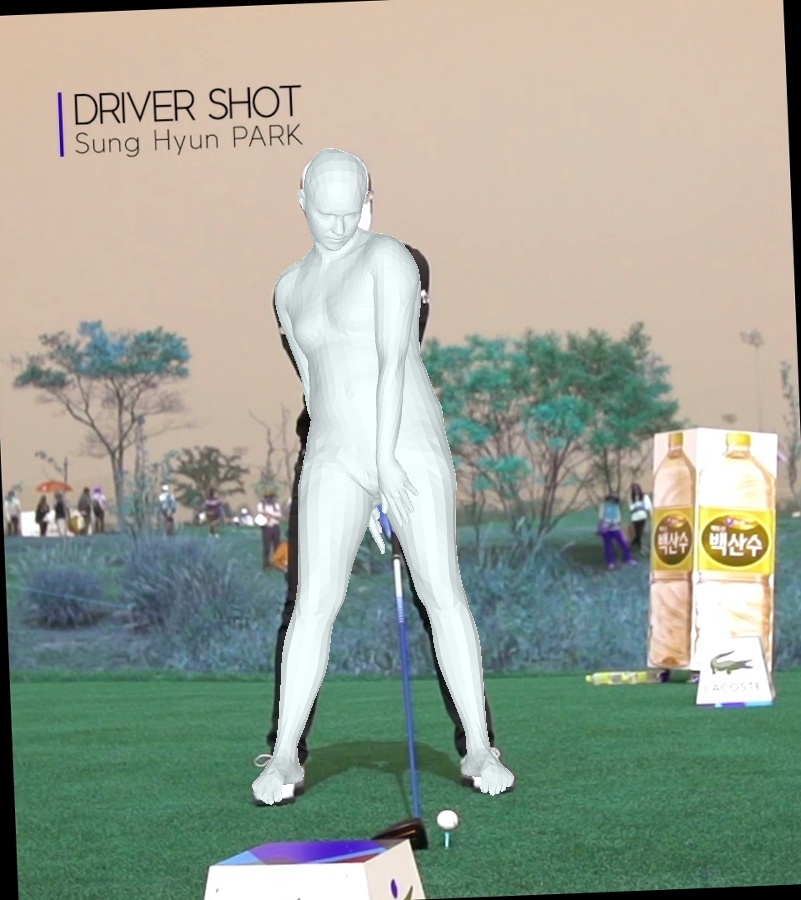 DRIVER SHOT
Sung Hyun PARK
백산수
백산수
LACOSTE